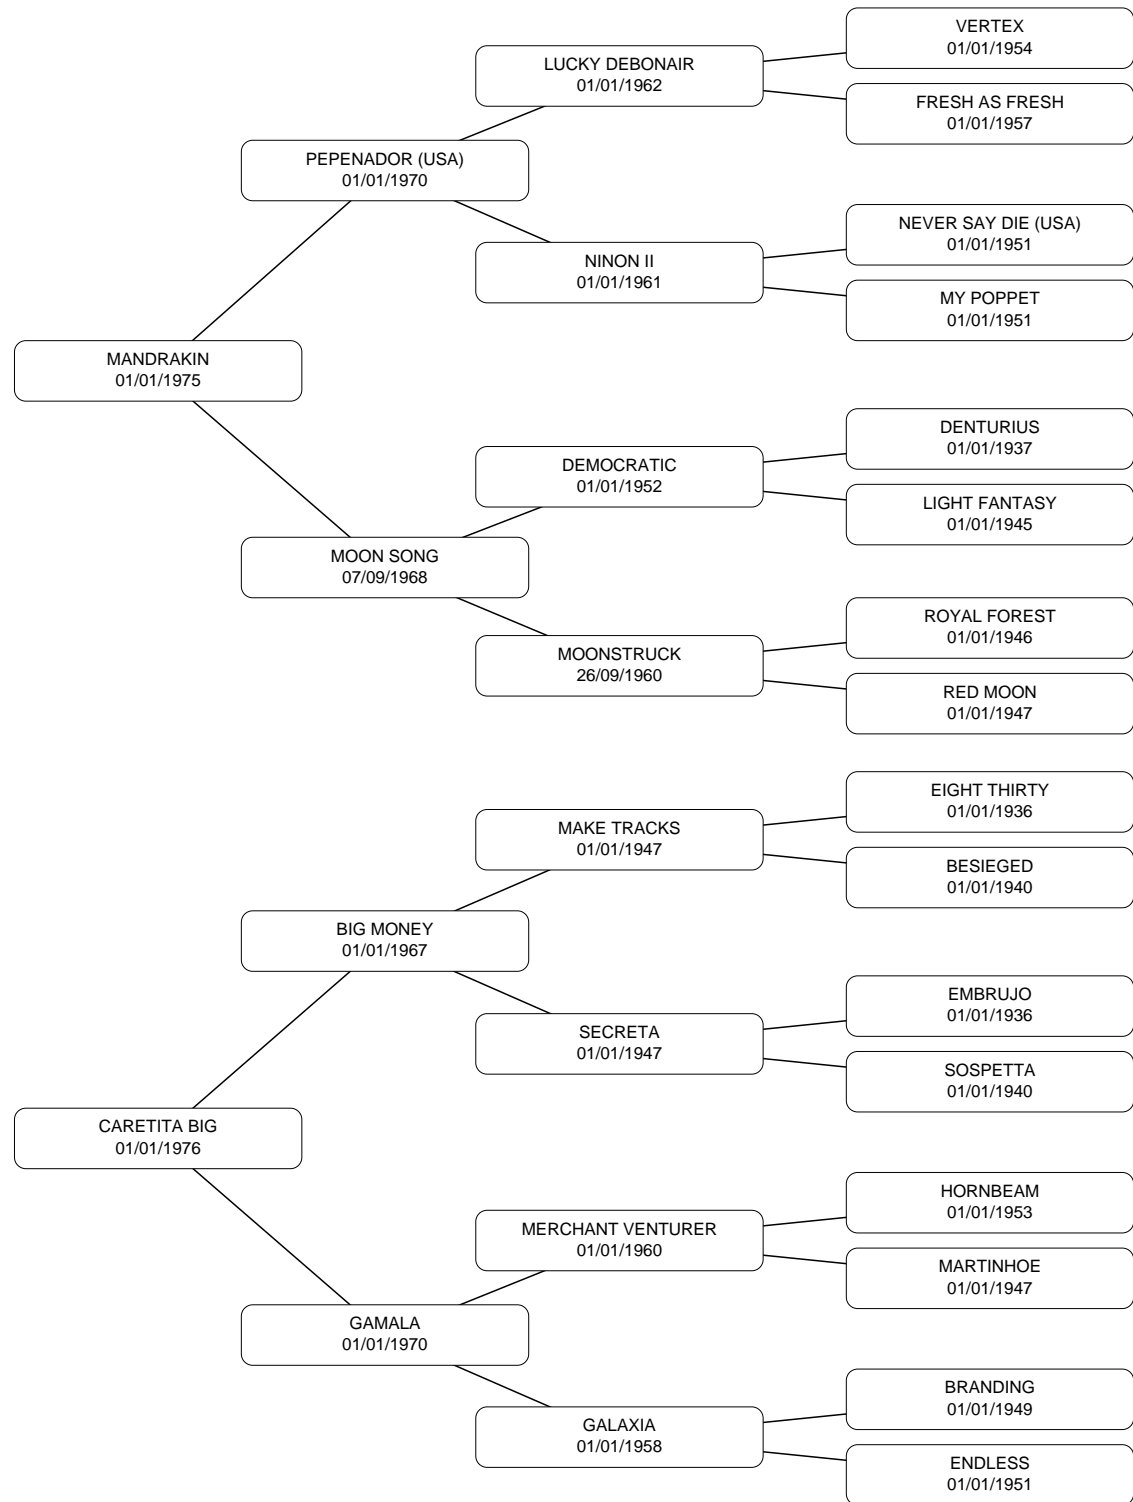 VERTEX
01/01/1954
LUCKY DEBONAIR
01/01/1962
FRESH AS FRESH
01/01/1957
PEPENADOR (USA)
01/01/1970
NEVER SAY DIE (USA)
01/01/1951
NINON II
01/01/1961
MY POPPET
01/01/1951
MANDRAKIN
01/01/1975
DENTURIUS
01/01/1937
DEMOCRATIC
01/01/1952
LIGHT FANTASY
01/01/1945
MOON SONG
07/09/1968
ROYAL FOREST
01/01/1946
MOONSTRUCK
26/09/1960
RED MOON
01/01/1947
EIGHT THIRTY
01/01/1936
MAKE TRACKS
01/01/1947
BESIEGED
01/01/1940
BIG MONEY
01/01/1967
EMBRUJO
01/01/1936
SECRETA
01/01/1947
SOSPETTA
01/01/1940
CARETITA BIG
01/01/1976
HORNBEAM
01/01/1953
MERCHANT VENTURER
01/01/1960
MARTINHOE
01/01/1947
GAMALA
01/01/1970
BRANDING
01/01/1949
GALAXIA
01/01/1958
ENDLESS
01/01/1951